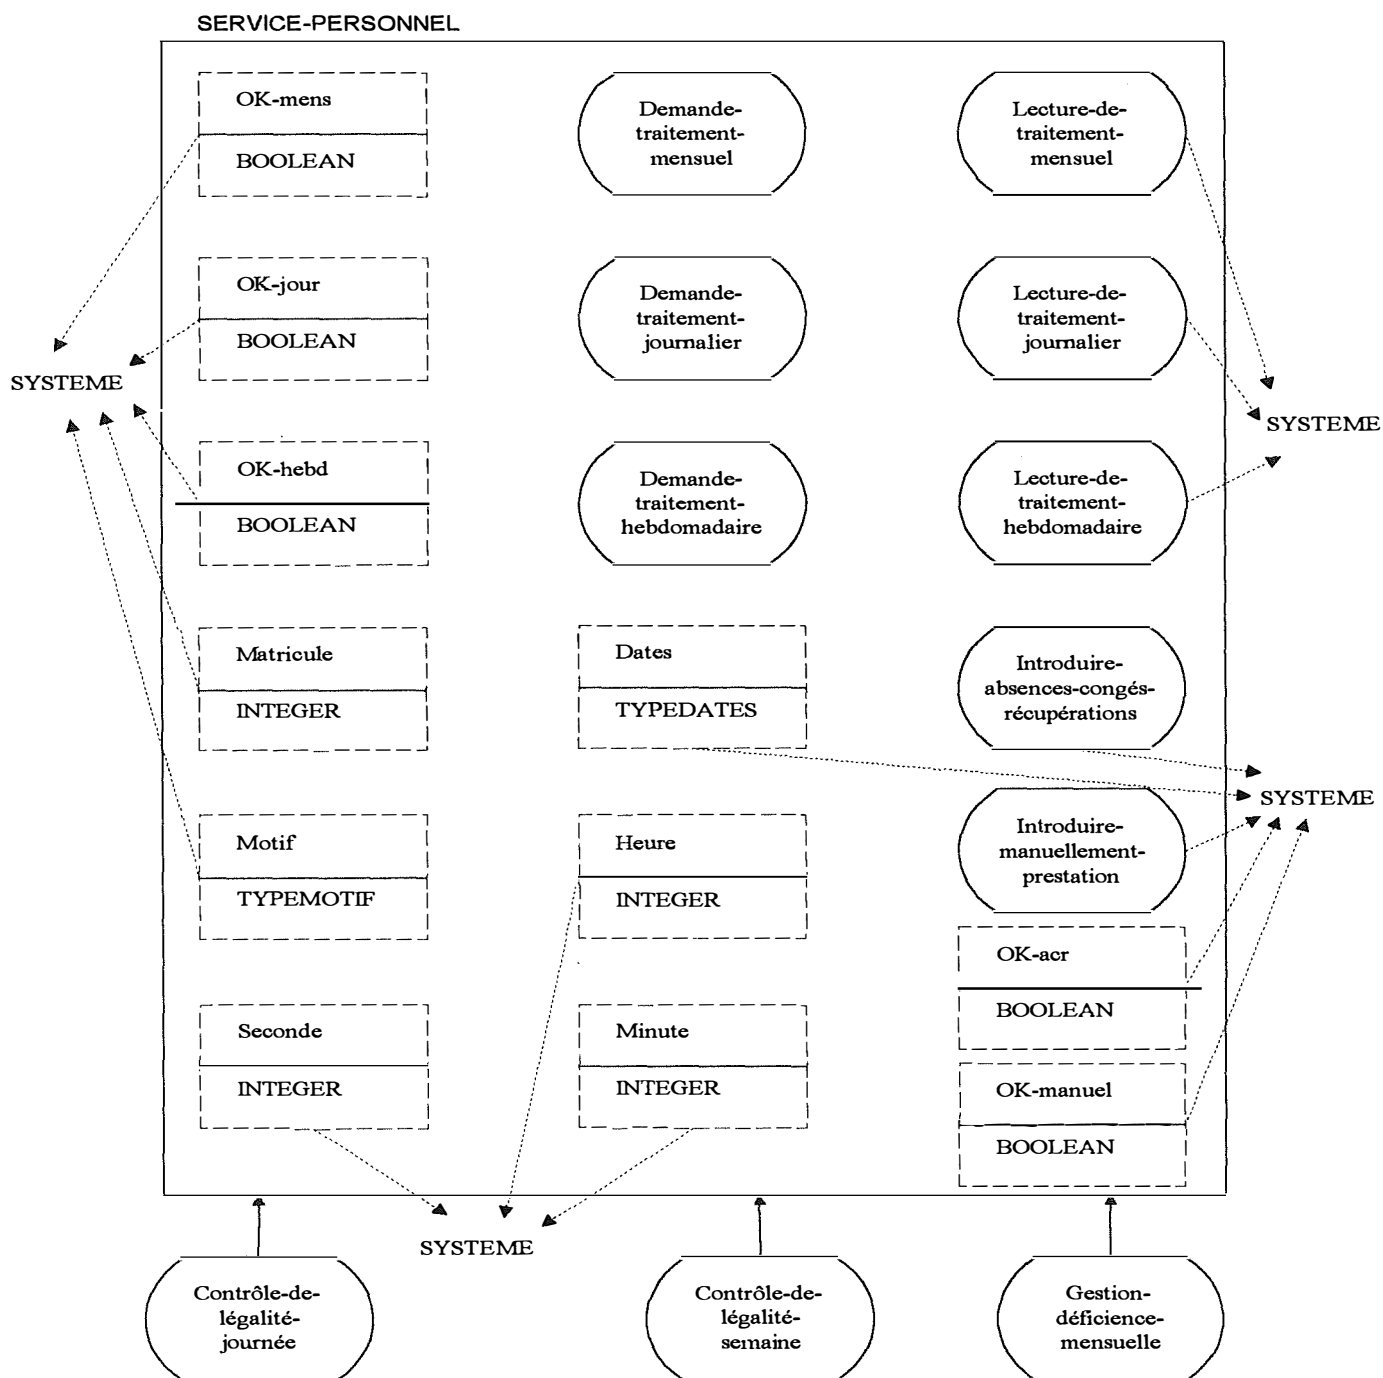 SERVICE-PERSONNEL
OK-mens
BOOLEAN
Demande-
traitement-
mensuel
Lecture-de-
traitement-
mensuel
OK-jour
BOOLEAN
Demande-
traitement-
journalier
Lecture-de-
traitement-
journalier
SYSTEME
SYSTEME
OK-hebd
BOOLEAN
Demande-
traitement-
hebdomadaire
Lecture-de-
traitement-
hebdomadaire
Matricule
INTEGER
Dates
TYPEDATES
Introduire-
absences-congés-
récupérations
SYSTEME
Motif
TYPEMOTIF
Heure
INTEGER
Introduire-
manuellement-
prestation
OK-acr
BOOLEAN
Seconde
INTEGER
Minute
INTEGER
OK-manuel
BOOLEAN
SYSTEME
Contrôle-de-
légalité-
journée
Contrôle-de-
légalité-
semaine
Gestion-
déficience-
mensuelle